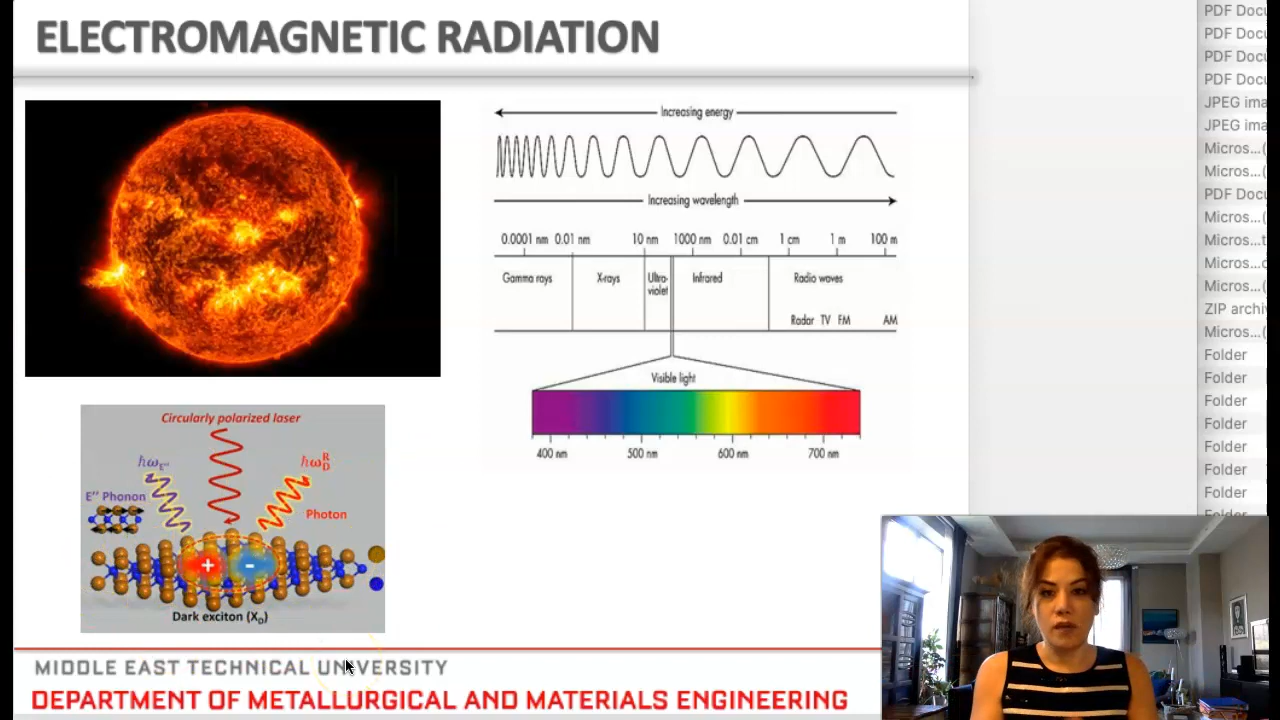 ELECTROMAGNETIC RADIATION
Increasing energy
Increasing wavelength
0.0001 nm 0.01 nm 10 nm 1000 nm 0.01 cm 1 cm 1 m 100 m
Gamma rays X-rays Ultra- Infrared Radio waves
violet
Radar TV FM AM
Visible light
400 nm 500 nm 600 nm 700 nm
Circularly polarized laser
ħωE'' ħωRD
E'' Phonon
Photon
+ -
Dark exciton (XD)
MIDDLE EAST TECHNICAL UNIVERSITY
DEPARTMENT OF METALLURGICAL AND MATERIALS ENGINEERING
PDF Docu
PDF Docu
PDF Docu
PDF Docu
JPEG ima
JPEG ima
Micros...(
Micros...(
PDF Docu
Micros...(
Micros...t
Micros...c
Micros...(
ZIP archi
Micros...(
Folder
Folder
Folder
Folder
Folder
Folder
Folder
Folder